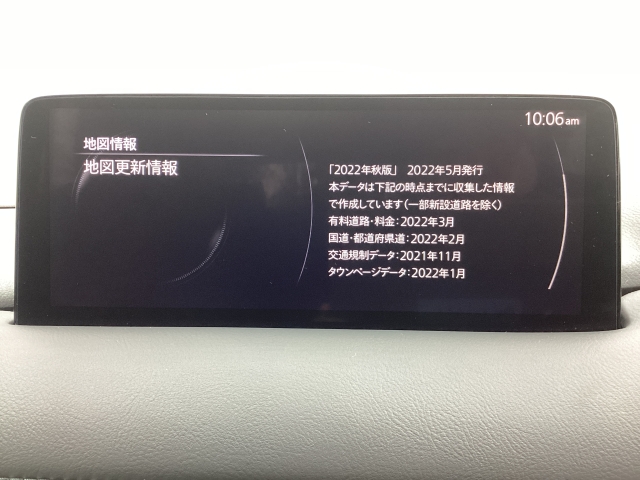 10:06am
地図情報
地図更新情報
「2022年秋版」 2022年5月発行
本データは下記の時点までに収集した情報
で作成しています(一部新設道路を除く)
有料道路・料金:2022年3月
国道・都道府県道:2022年2月
交通規制データ:2021年11月
タウンページデータ:2022年1月